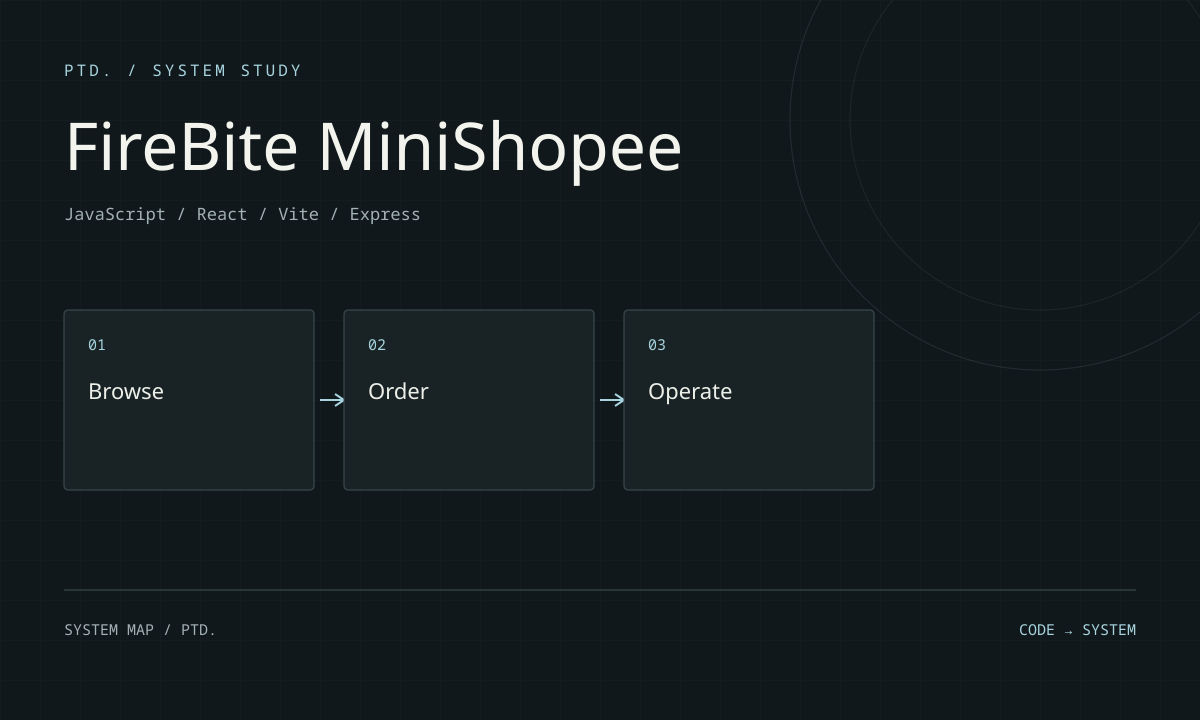 PTD. / SYSTEM STUDY
FireBite MiniShopee
JavaScript / React / Vite / Express
01
Browse
02
Order
03
Operate
SYSTEM MAP / PTD.
CODE → SYSTEM